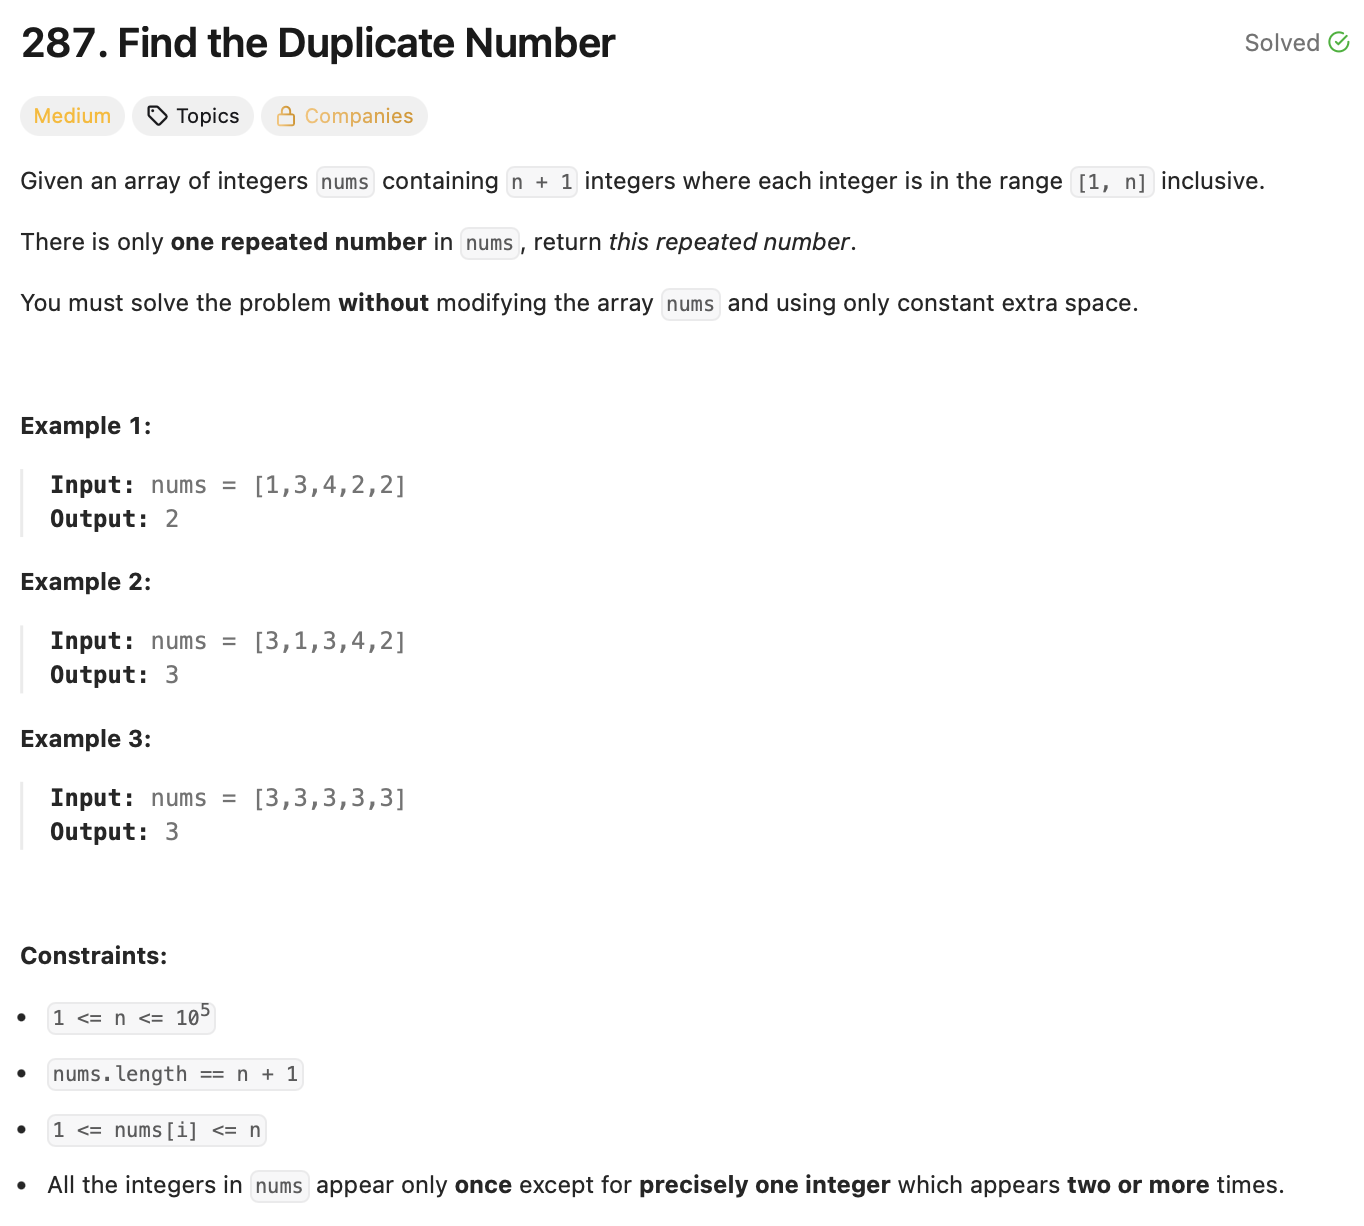 287. Find the Duplicate Number
Solved
Medium Topics Companies
Given an array of integers nums containing n + 1 integers where each integer is in the range [1, n] inclusive.
There is only one repeated number in nums, return this repeated number.
You must solve the problem without modifying the array nums and using only constant extra space.
Example 1:
Input: nums = [1,3,4,2,2]
Output: 2
Example 2:
Input: nums = [3,1,3,4,2]
Output: 3
Example 3:
Input: nums = [3,3,3,3,3]
Output: 3
Constraints:
• 1 <= n <= 10⁵
• nums.length == n + 1
• 1 <= nums[i] <= n
• All the integers in nums appear only once except for precisely one integer which appears two or more times.